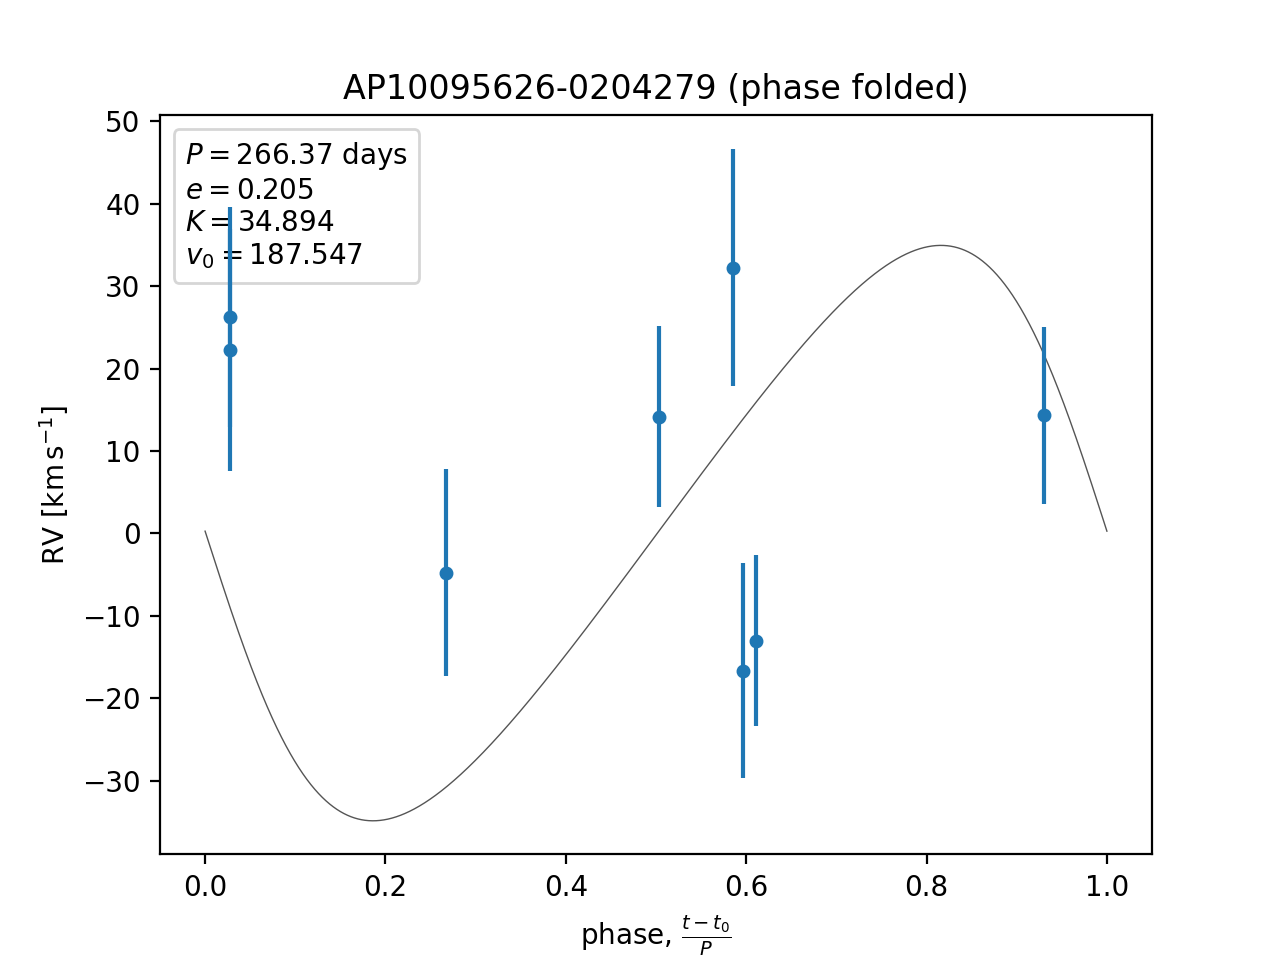 AP10095626-0204279 (phase folded)
P = 266.37 days
e = 0.205
K = 34.894
v₀ = 187.547
50
40
30
20
10
0
−10
−20
−30
RV [km s⁻¹]
0.0 0.2 0.4 0.6 0.8 1.0
phase, (t − t₀)/P